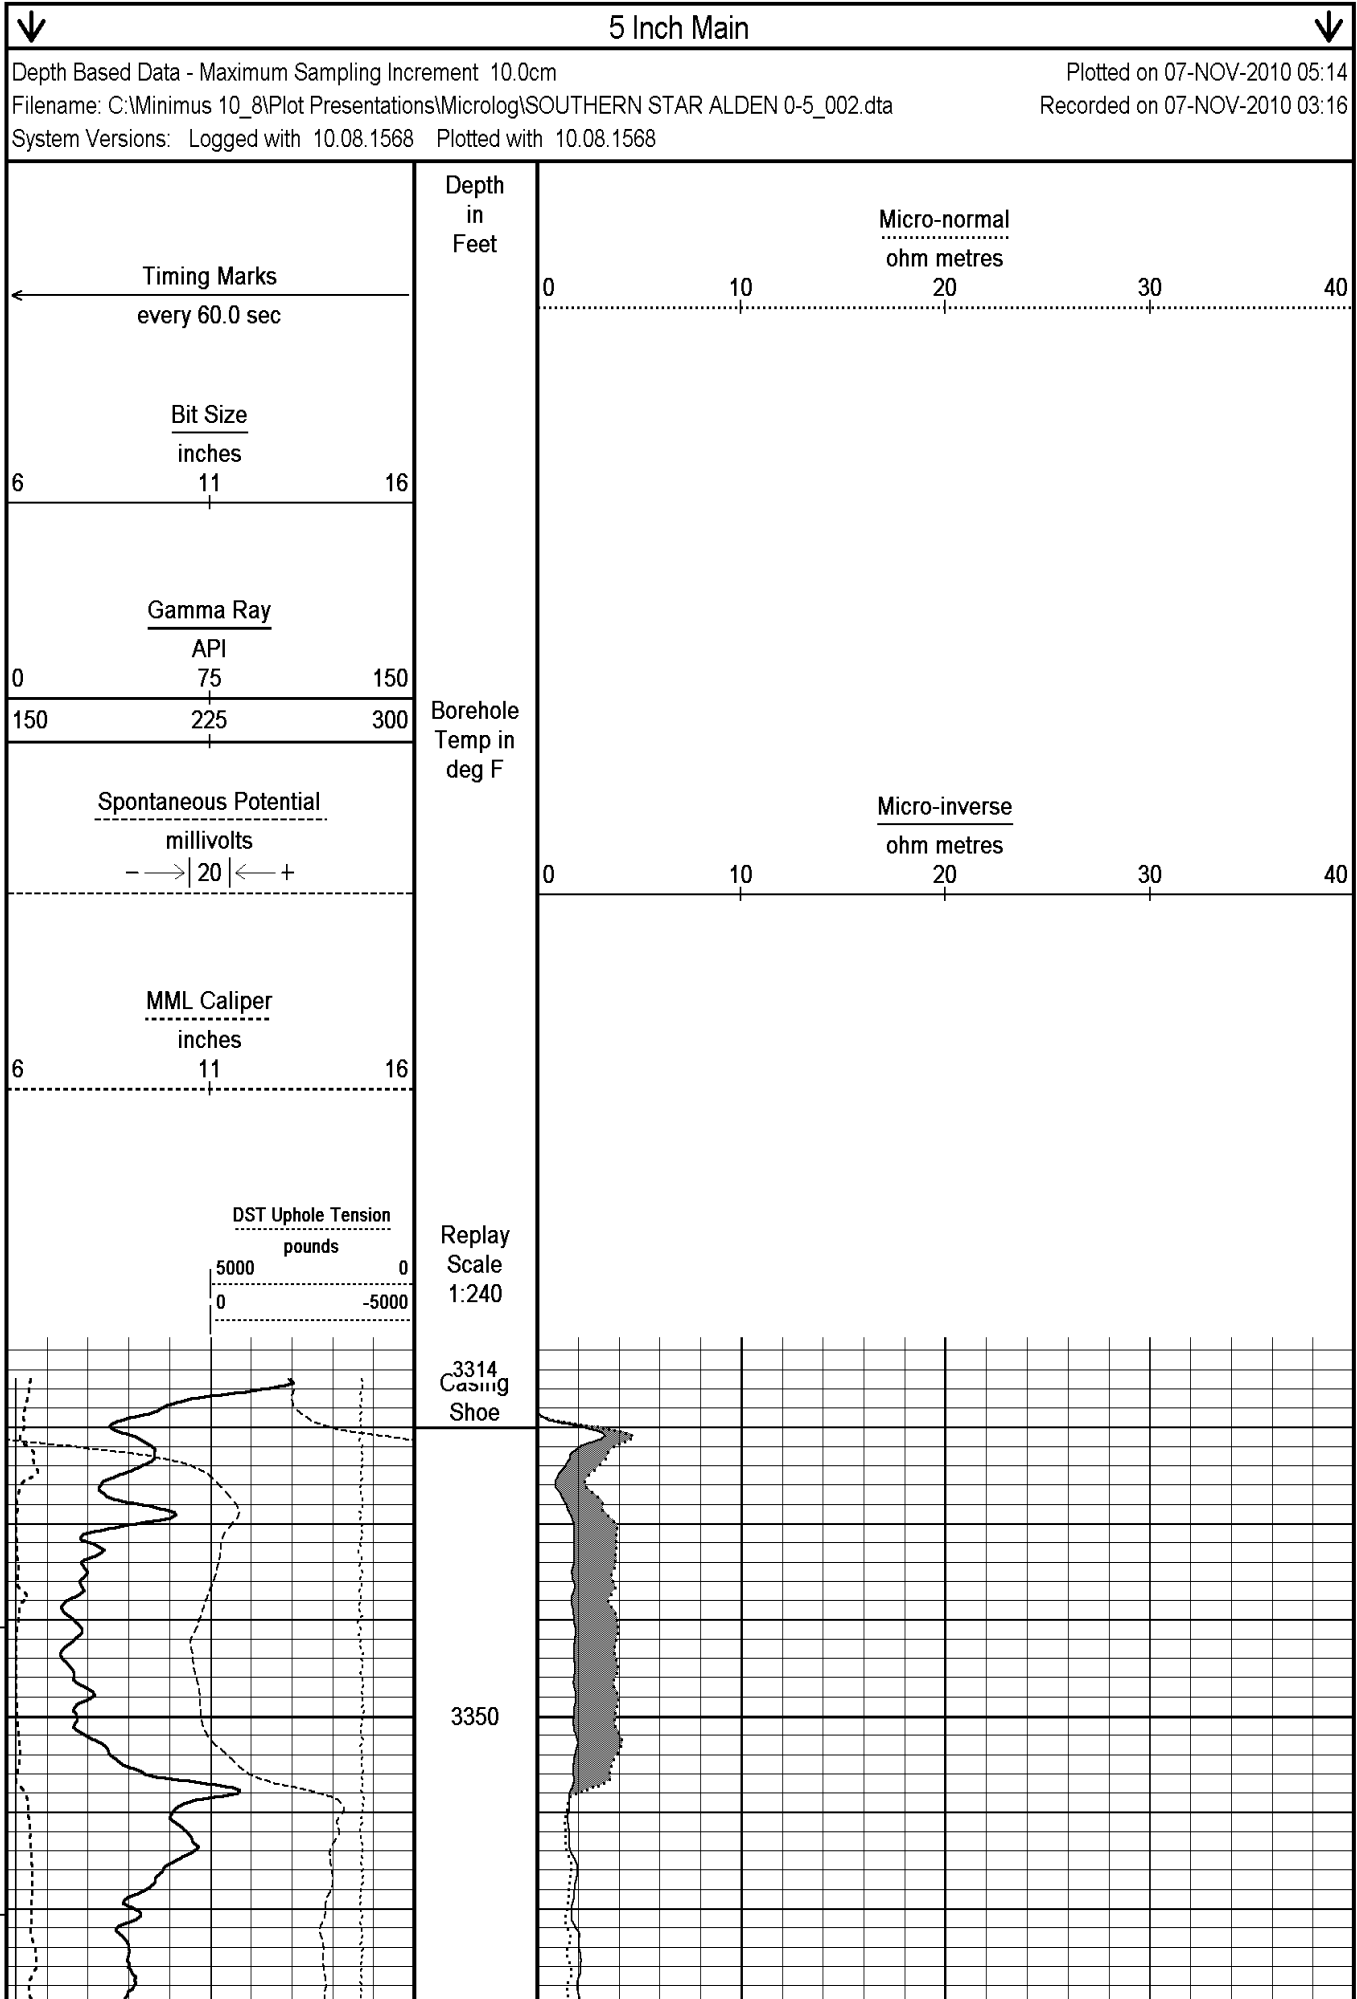 5 Inch Main
Depth Based Data - Maximum Sampling Increment 10.0cm
Plotted on 07-NOV-2010 05:14
Filename: C:\Minimus 10_8\Plot Presentations\Microlog\SOUTHERN STAR ALDEN 0-5_002.dta
Recorded on 07-NOV-2010 03:16
System Versions: Logged with 10.08.1568 Plotted with 10.08.1568
Timing Marks
every 60.0 sec
Bit Size
inches
6 11 16
Gamma Ray
API
0 75 150
150 225 300
Spontaneous Potential
millivolts
− →| 20 |← +
MML Caliper
inches
6 11 16
DST Uphole Tension
pounds
5000 0
0 -5000
Depth
in
Feet
Borehole
Temp in
deg F
Replay
Scale
1:240
3314
Casing
Shoe
3350
Micro-normal
ohm metres
0 10 20 30 40
Micro-inverse
ohm metres
0 10 20 30 40